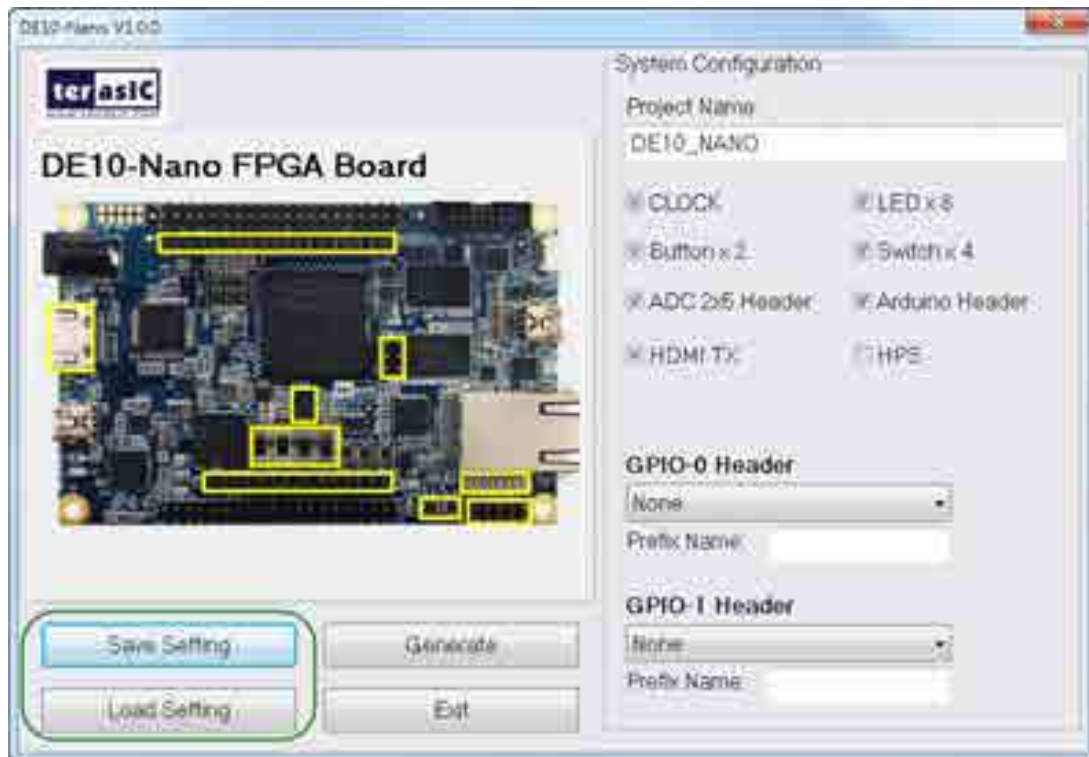 DE10-Nano V1.0.0
terasic
DE10-Nano FPGA Board
System Configuration
Project Name
DE10_NANO
CLOCK
LED x 8
Button x 2
Switch x 4
ADC 2x5 Header
Arduino Header
HDMI TX
HPS
GPIO-0 Header
None
Prefix Name:
GPIO-1 Header
None
Prefix Name:
Save Setting
Generate
Load Setting
Exit